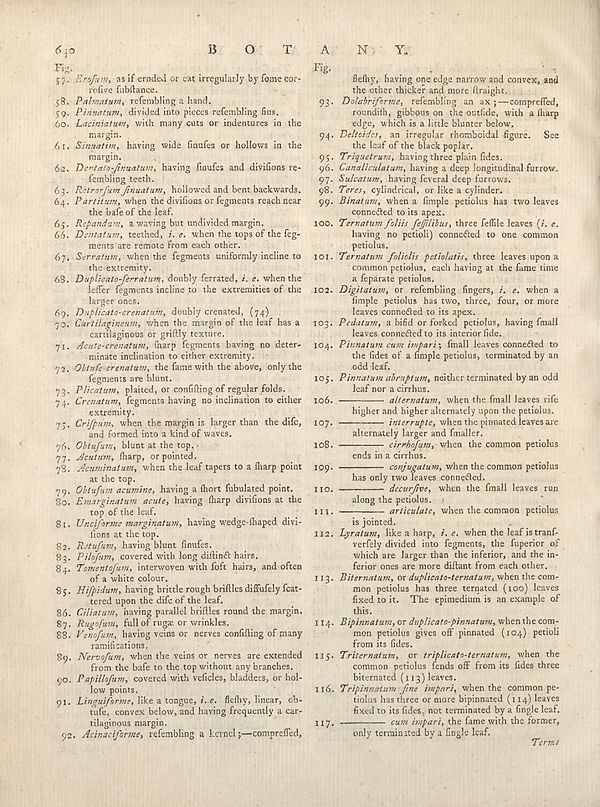 640
B O T A N Y.
Fig.
57. Erosum, as if eroded or eat irregularly by ſome cor-
roſive ſubſtance.
58. Palmatum, reſembling a hand.
59. Pinnatum, divided into pieces reſembling fins.
60. Laciniatum, with many cuts or indentures in the
margin.
61. Sinuatim, having wide ſinuſes or hollows in the
margin.
62. Dentato-ſinuatum, having ſinuſes and diviſions re-
ſembling teeth.
63. Retrorſum ſinuatum, hollowed and bent backwards.
64. Partitum, when the diviſions or ſegments reach near
the baſe of the leaf.
65. Repandum, a waving but undivided margin.
66. Dentatum, teethed, i. e. when the tops of the ſeg-
ments are remote from each other.
67. Serratum, when the ſegments uniformly incline to
the extremity.
68. Duplicato-ſerratum, doubly ſerrated, i. e. when the
leſſer ſegments incline to the extremities of the
larger ones.
69. Duplicato-crenatum, doubly crenated, (74)
70. Cartilagineum, when the margin of the leaf has a
cartilaginous or griſtly texture.
71. Acute-crenatum, ſharp ſegments having no deter-
minate inclination to either extremity.
72. Obtuſe-crenatum, the ſame with the above, only the
ſegments are blunt.
73. Plicatum, plaited, or conſiſting of regular folds.
74. Crenatum, ſegments having no inclination to either
extremity.
75. Criſpum, when the margin is larger than the diſc,
and formed into a kind of waves.
76. Obtuſum, blunt at the top.
77. Acutum, ſharp, or pointed.
78. Acuminatum, when the leaf tapers to a ſharp point
at the top.
79. Obtuſum acumine, having a ſhort ſubulated point.
80. Emarginatum acute, having ſharp diviſions at the
top of the leaf.
81. Unciforme marginatum, having wedge-ſhaped divi-
ſions at the top.
82. Retuſum, having blunt ſinuſes.
83. Piloſum, covered with long diſtinct hairs.
84. Tomentoſum, interwoven with ſoft hairs, and often
of a white colour.
85. Hiſpidum, having brittle rough briſtles diffuſely ſcat-
tered upon the diſc of the leaf.
86. Ciliatum, having parallel briſtles round the margin.
87. Rugoſum, full of rugæ or wrinkles.
88. Venoſum, having veins or nerves conſiſting of many
ramifications.
89. Nervoſum, when the veins or nerves are extended
from the baſe to the top without any branches.
90. Papilloſum, covered with veſicles, bladders, or hol-
low points.
91. Linguiforme, like a tongue, i. e. fleſhy, linear, ob-
tuſe, convex below, and having frequently a car-
tilaginous margin.
92. Acinaciforme, reſembling a kernel;—compreſſed,
Fig.
fleſhy, having one edge narrow and convex, and
the other thicker and more ſtraight.
93. Dolabriforme, reſembling an ax;—compreſſed,
roundiſh, gibbous on the outſide, with a ſharp
edge, which is a little blunter below.
94. Deltoides, an irregular rhomboidal figure. See
the leaf of the black poplar.
95. Triquetrum, having three plain ſides.
96. Canaliculatum, having a deep longitudinal furrow.
97. Sulcatum, having ſeveral deep furrows.
98. Teres, cylindrical, or like a cylinder.
99. Binatum, when a ſimple petiolus has two leaves
connected to its apex.
100. Ternatum foliis ſeſſilibus, three ſeſſile leaves (i. e.
having no petioli) connected to one common
petiolus.
101. Ternatum foliolis petiolatis, three leaves upon a
common petiolus, each having at the ſame time
a ſeparate petiolus.
102. Digitatum, or reſembling fingers, i. e. when a
ſimple petiolus has two, three, four, or more
leaves connected to its apex.
103. Pedatum, a bifid or forked petiolus, having ſmall
leaves connected to its interior ſide.
104. Pinnatum cum impari; ſmall leaves connected to
the ſides of a ſimple petiolus, terminated by an
odd leaf.
105. Pinnatum abruptum, neither terminated by an odd
leaf nor a cirrhus.
106. ——— alternatum, when the ſmall leaves riſe
higher and higher alternately upon the petiolus.
107. ——— interrupte, when the pinnated leaves are
alternately larger and ſmaller.
108. ——— cirrhoſum, when the common petiolus
ends in a cirrhus.
109. ——— conjugatum, when the common petiolus
has only two leaves connected.
110. ——— decurſive, when the ſmall leaves run
along the petiolus.
111. ——— articulate, when the common petiolus
is jointed.
112. Lyratum, like a harp, i. e. when the leaf is tranſ-
verſely divided into ſegments, the ſuperior of
which are larger than the inferior, and the in-
ferior ones are more diſtant from each other.
113. Biternatum, or duplicato-ternatum, when the com-
mon petiolus has three ternated (100) leaves
fixed to it. The epimedium is an example of
this.
114. Bipinnatum, or duplicato-pinnatum, when the com-
mon petiolus gives off pinnated (104) petioli
from its ſides.
115. Triternatum, or triplicato-ternatum, when the
common petiolus ſends off from its ſides three
biternated (113) leaves.
116. Tripinnatum ſine impari, when the common pe-
tiolus has three or more bipinnated (114) leaves
fixed to its ſides, not terminated by a ſingle leaf.
117. ——— cum impari, the ſame with the former,
only terminated by a ſingle leaf.
Terms